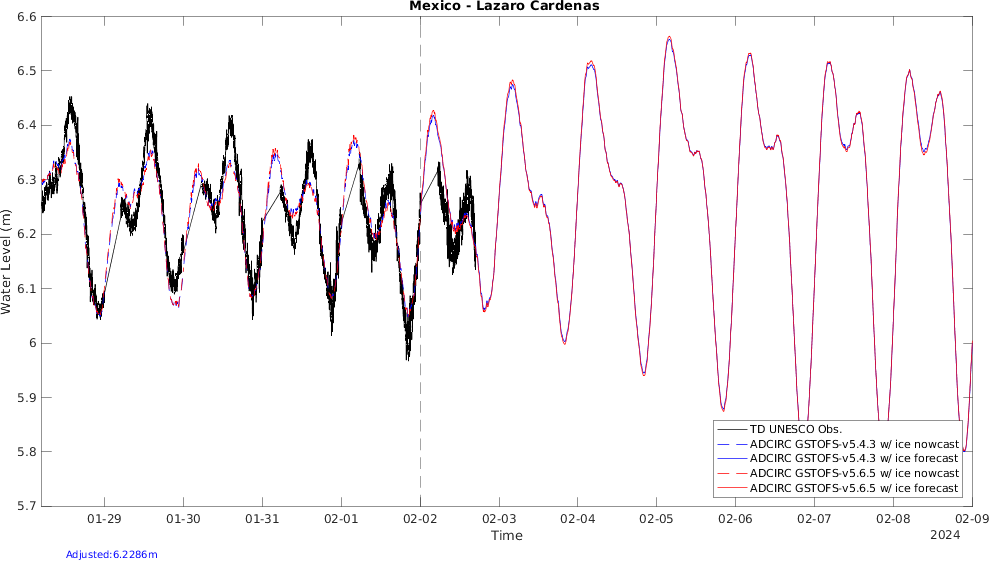 Mexico - Lazaro Cardenas
6.6
6.5
6.4
6.3
6.2
6.1
6
5.9
5.8
5.7
Water Level (m)
TD UNESCO Obs.
ADCIRC GSTOFS-v5.4.3 w/ ice nowcast
ADCIRC GSTOFS-v5.4.3 w/ ice forecast
ADCIRC GSTOFS-v5.6.5 w/ ice nowcast
ADCIRC GSTOFS-v5.6.5 w/ ice forecast
01-29 01-30 01-31 02-01 02-02 02-03 02-04 02-05 02-06 02-07 02-08 02-09
Time
2024
Adjusted:6.2286m